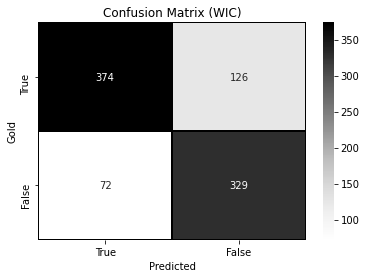 Confusion Matrix (WIC)
Gold
True
374
126
False
72
329
True
False
Predicted
350
300
250
200
150
100